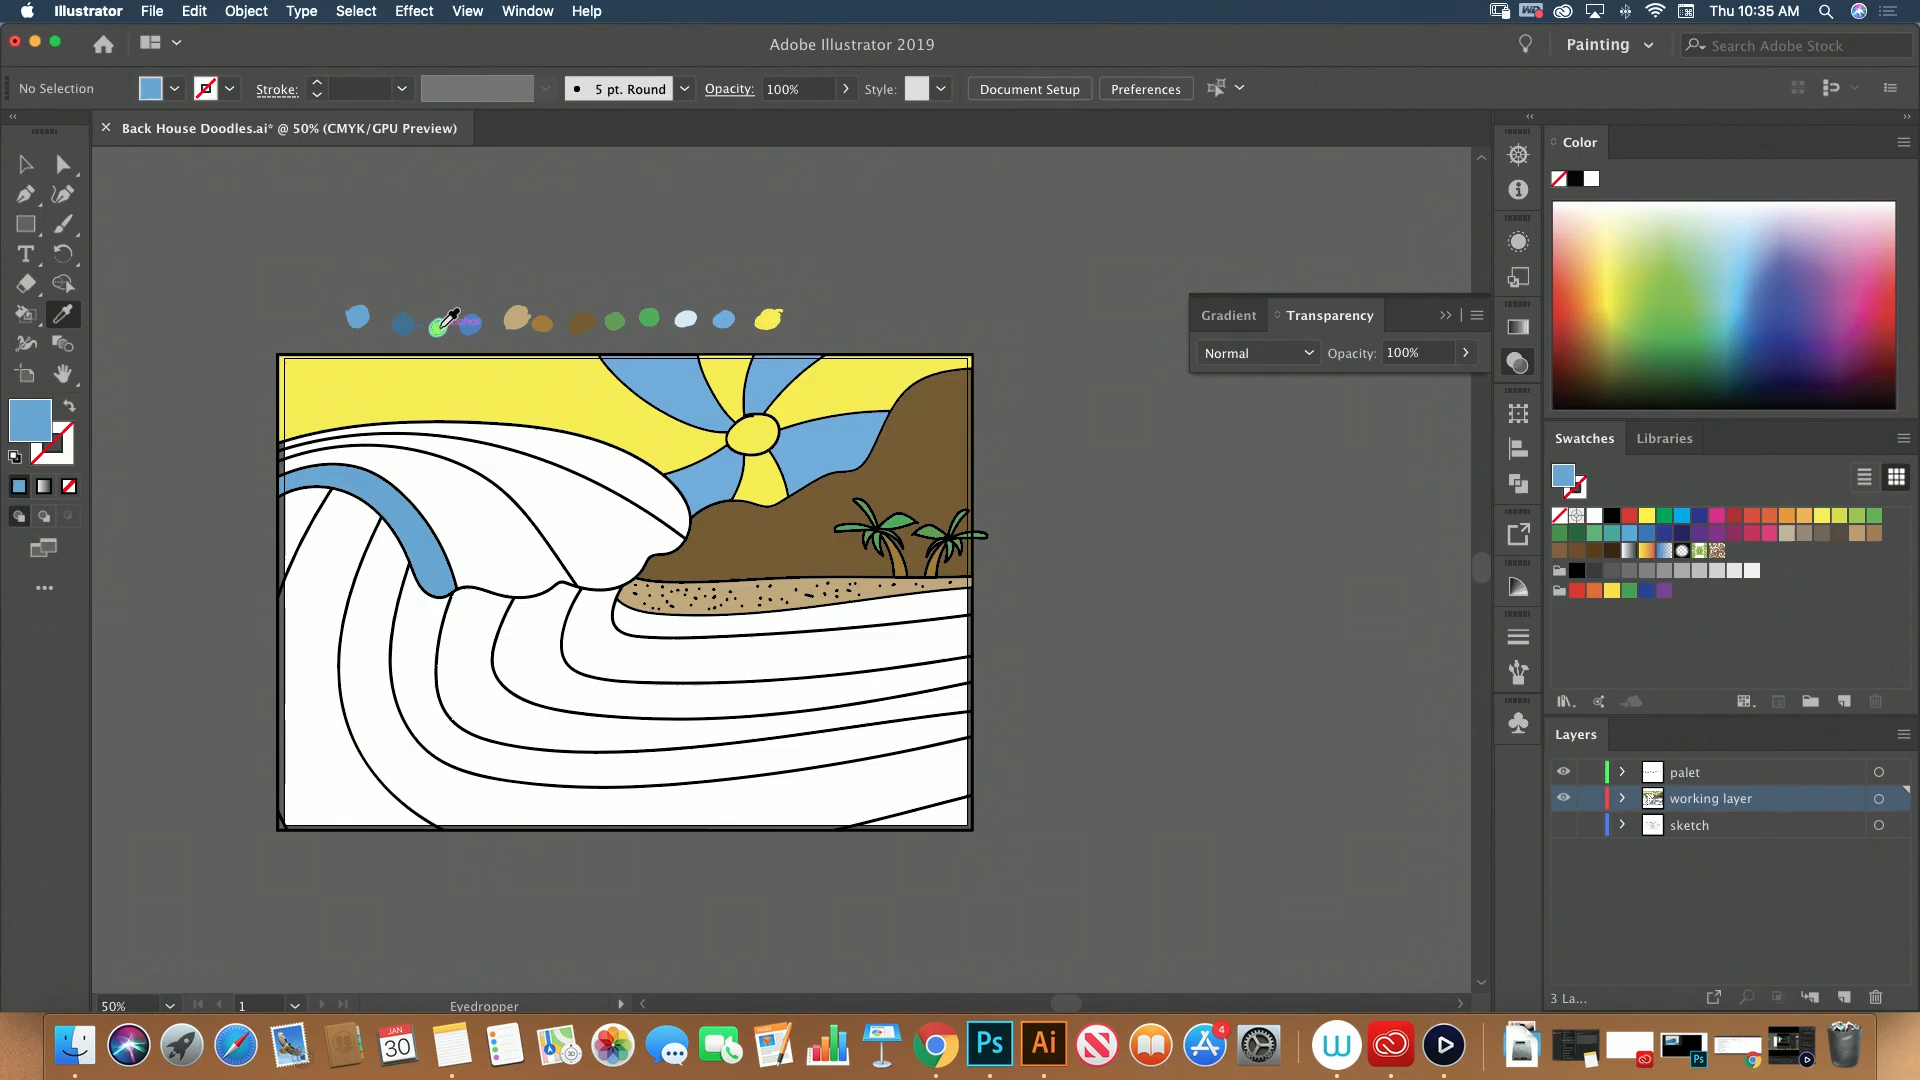 Illustrator File Edit Object Type Select Effect View Window Help
Thu 10:35 AM
Adobe Illustrator 2019
Painting
Search Adobe Stock
No Selection
Stroke:
5 pt. Round
Opacity: 100%
Style:
Document Setup
Preferences
Back House Doodles.ai* @ 50% (CMYK/GPU Preview)
Color
Gradient
Transparency
Normal
Opacity: 100%
Swatches
Libraries
Layers
palet
working layer
sketch
3 La...
50%
1
Eyedropper
JAN
30
Ps
Ai
4
W